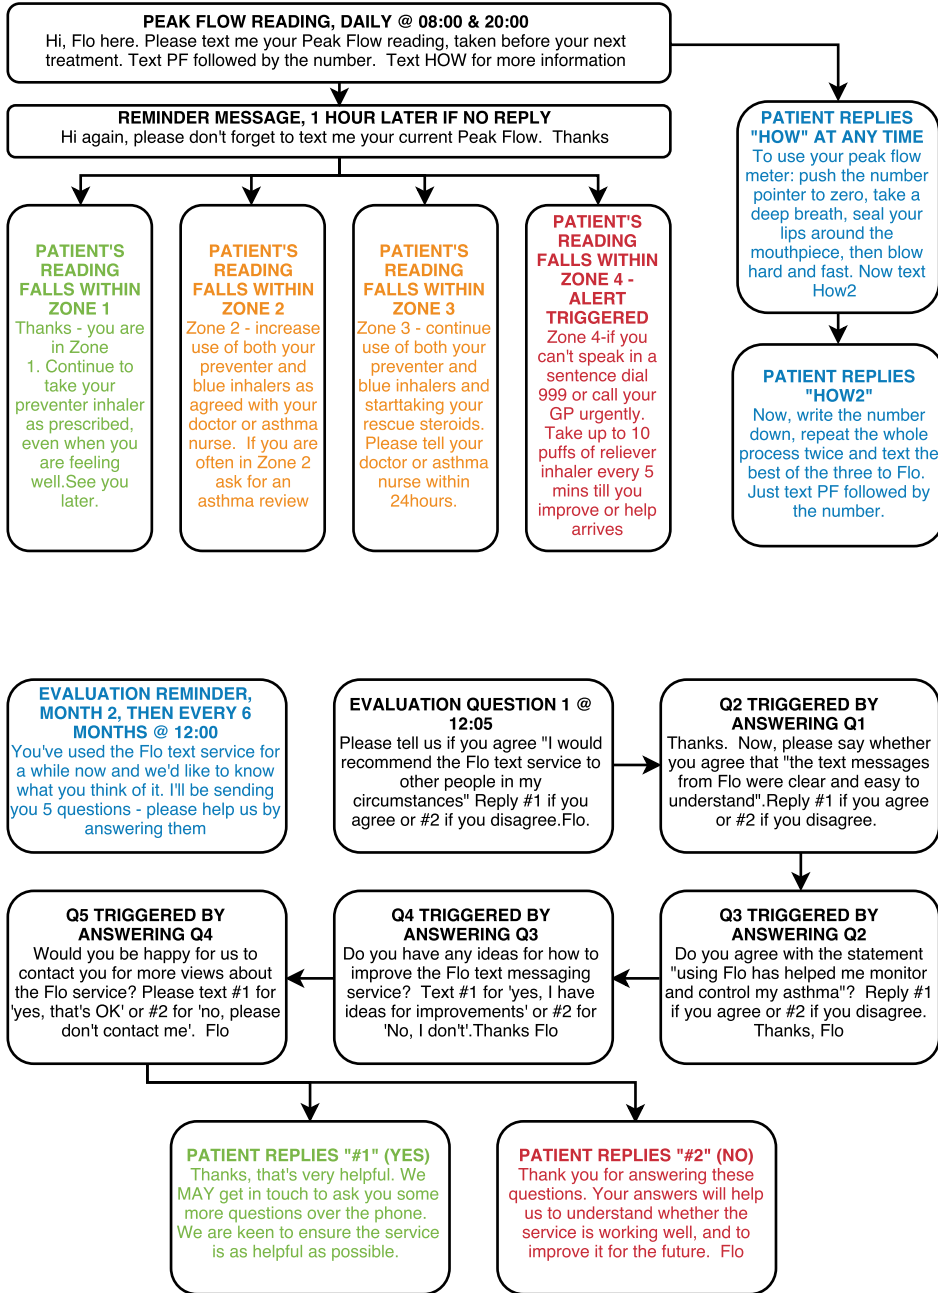 PEAK FLOW READING, DAILY @ 08:00 & 20:00
Hi, Flo here. Please text me your Peak Flow reading, taken before your next
treatment. Text PF followed by the number.  Text HOW for more information
REMINDER MESSAGE, 1 HOUR LATER IF NO REPLY
Hi again, please don't forget to text me your current Peak Flow.  Thanks
PATIENT'S
READING
FALLS WITHIN
ZONE 1
Thanks - you are
in Zone
1. Continue to
take your
preventer inhaler
as prescribed,
even when you
are feeling
well.See you
later.
PATIENT'S
READING
FALLS WITHIN
ZONE 2
Zone 2 - increase
use of both your
preventer and
blue inhalers as
agreed with your
doctor or asthma
nurse.  If you are
often in Zone 2
ask for an
asthma review
PATIENT'S
READING
FALLS WITHIN
ZONE 3
Zone 3 - continue
use of both your
preventer and
blue inhalers and
starttaking your
rescue steroids.
Please tell your
doctor or asthma
nurse within
24hours.
PATIENT'S
READING
FALLS WITHIN
ZONE 4 -
ALERT
TRIGGERED
Zone 4-if you
can't speak in a
sentence dial
999 or call your
GP urgently.
Take up to 10
puffs of reliever
inhaler every 5
mins till you
improve or help
arrives
PATIENT REPLIES
"HOW" AT ANY TIME
To use your peak flow
meter: push the number
pointer to zero, take a
deep breath, seal your
lips around the
mouthpiece, then blow
hard and fast. Now text
How2
PATIENT REPLIES
"HOW2"
Now, write the number
down, repeat the whole
process twice and text the
best of the three to Flo.
Just text PF followed by
the number.
EVALUATION REMINDER,
MONTH 2, THEN EVERY 6
MONTHS @ 12:00
You've used the Flo text service for
a while now and we'd like to know
what you think of it. I'll be sending
you 5 questions - please help us by
answering them
EVALUATION QUESTION 1 @
12:05
Please tell us if you agree "I would
recommend the Flo text service to
other people in my
circumstances" Reply #1 if you
agree or #2 if you disagree.Flo.
Q2 TRIGGERED BY
ANSWERING Q1
Thanks.  Now, please say whether
you agree that "the text messages
from Flo were clear and easy to
understand".Reply #1 if you agree
or #2 if you disagree.
Q3 TRIGGERED BY
ANSWERING Q2
Do you agree with the statement
"using Flo has helped me monitor
and control my asthma"?  Reply #1
if you agree or #2 if you disagree.
Thanks, Flo
Q4 TRIGGERED BY
ANSWERING Q3
Do you have any ideas for how to
improve the Flo text messaging
service?  Text #1 for 'yes, I have
ideas for improvements' or #2 for
'No, I don't'.Thanks Flo
Q5 TRIGGERED BY
ANSWERING Q4
Would you be happy for us to
contact you for more views about
the Flo service? Please text #1 for
'yes, that's OK' or #2 for 'no, please
don't contact me'.  Flo
PATIENT REPLIES "#1" (YES)
Thanks, that's very helpful. We
MAY get in touch to ask you some
more questions over the phone.
We are keen to ensure the service
is as helpful as possible.
PATIENT REPLIES "#2" (NO)
Thank you for answering these
questions. Your answers will help
us to understand whether the
service is working well, and to
improve it for the future.  Flo